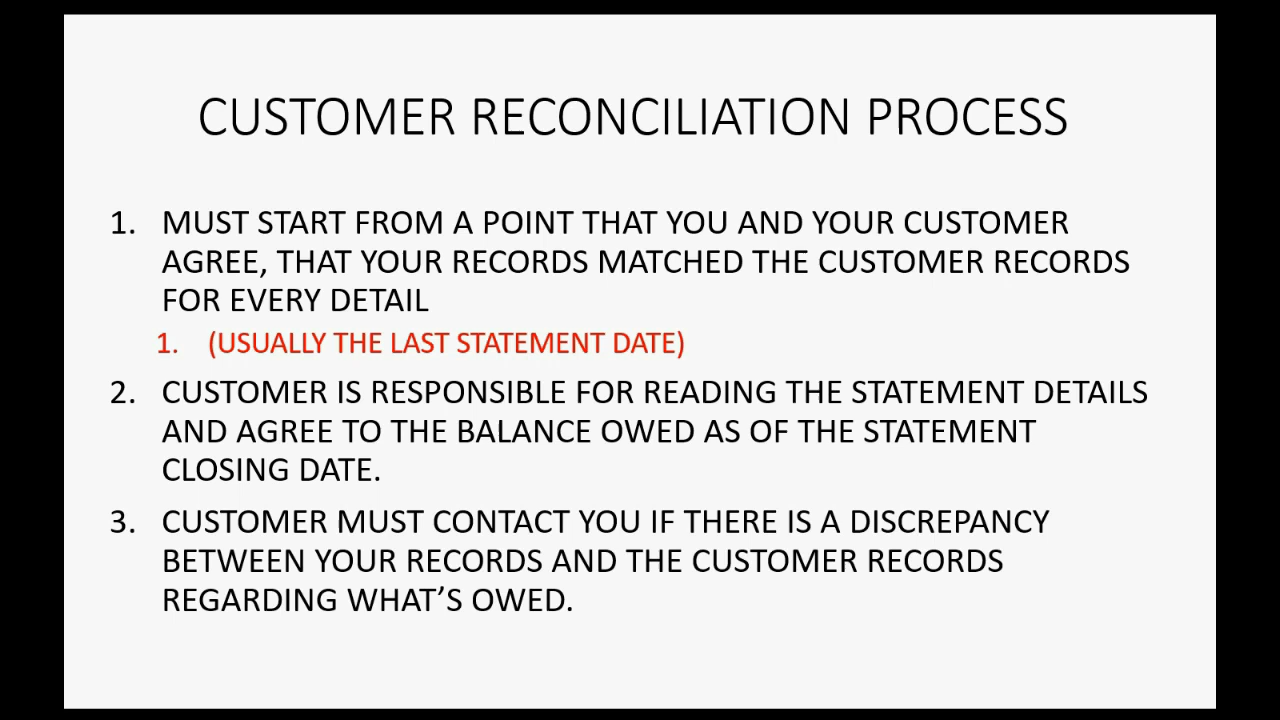 CUSTOMER RECONCILIATION PROCESS
1. MUST START FROM A POINT THAT YOU AND YOUR CUSTOMER
AGREE, THAT YOUR RECORDS MATCHED THE CUSTOMER RECORDS
FOR EVERY DETAIL
1. (USUALLY THE LAST STATEMENT DATE)
2. CUSTOMER IS RESPONSIBLE FOR READING THE STATEMENT DETAILS
AND AGREE TO THE BALANCE OWED AS OF THE STATEMENT
CLOSING DATE.
3. CUSTOMER MUST CONTACT YOU IF THERE IS A DISCREPANCY
BETWEEN YOUR RECORDS AND THE CUSTOMER RECORDS
REGARDING WHAT’S OWED.